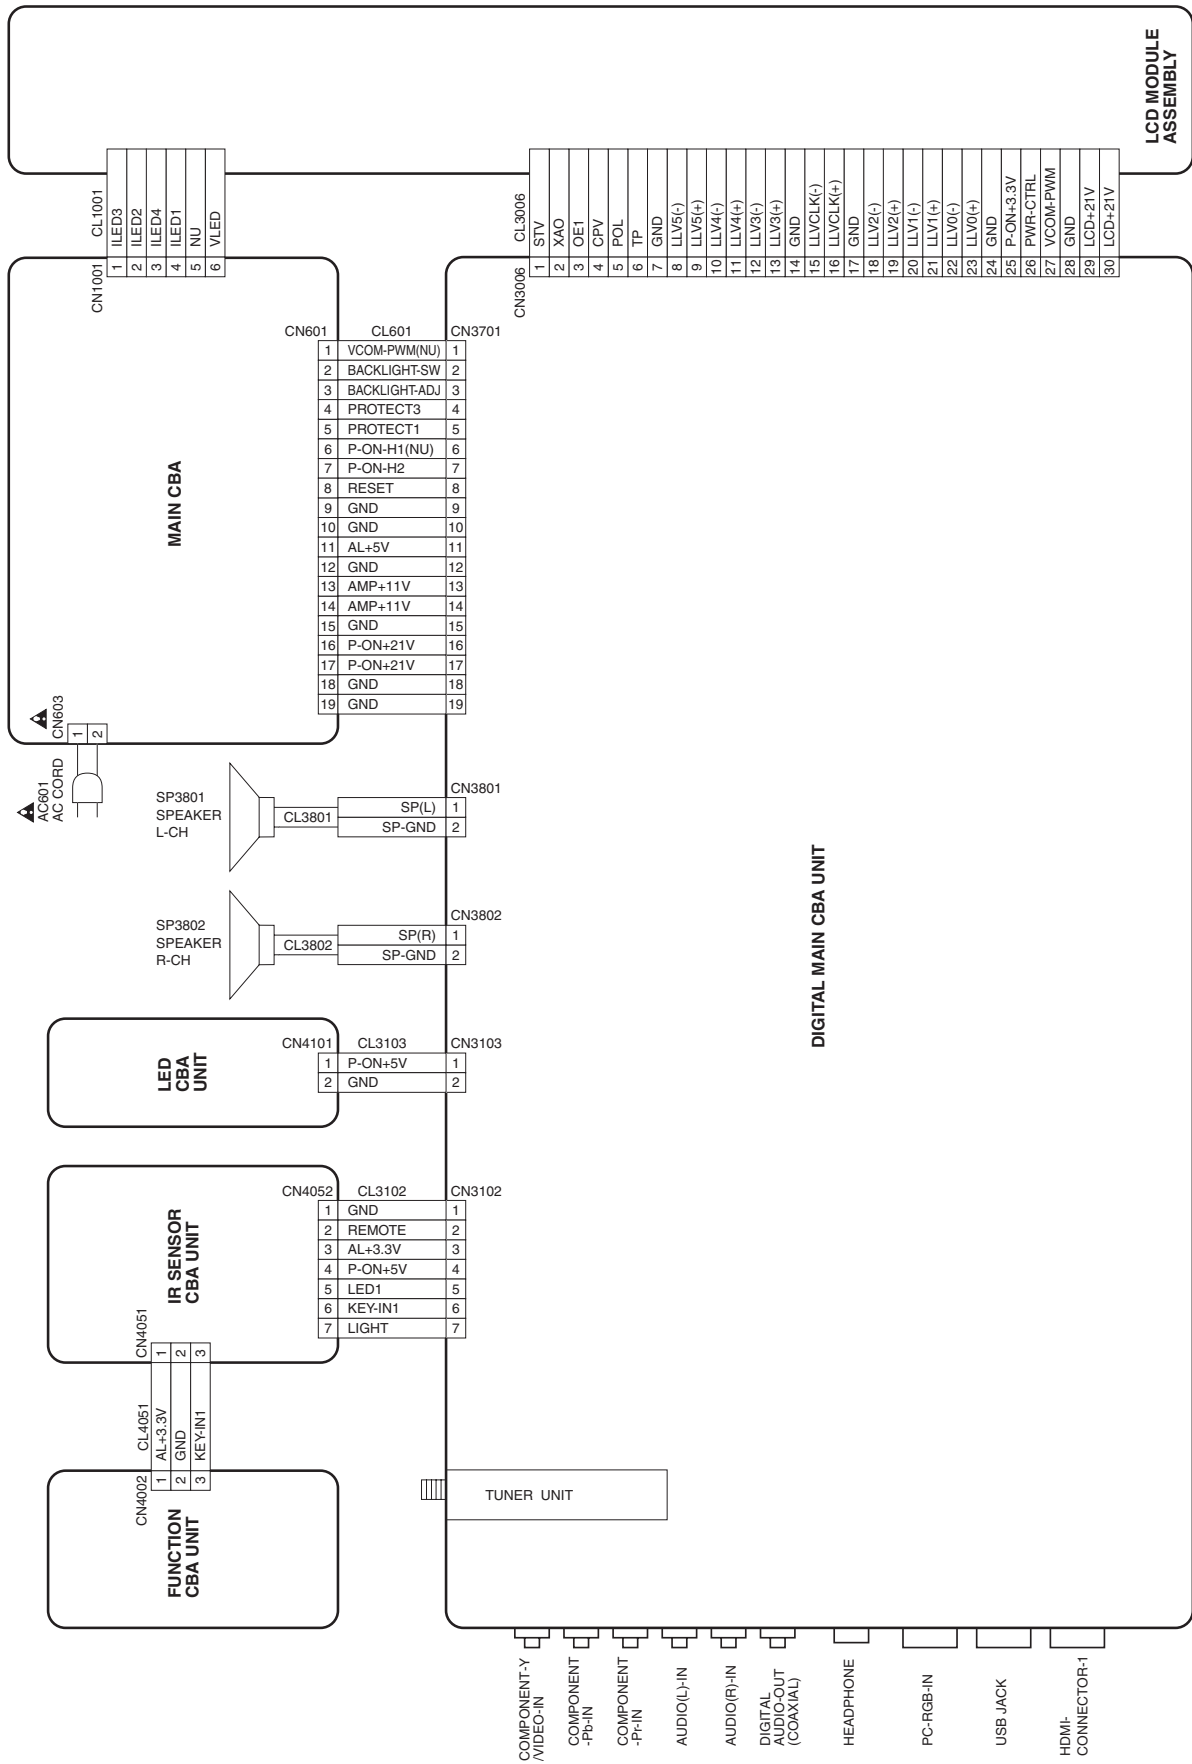 LCD MODULE
ASSEMBLY
CN1001 CL1001
1 ILED3
2 ILED2
3 ILED4
4 ILED1
5 NU
6 VLED
CN3006 CL3006
1 STV
2 XAO
3 OE1
4 CPV
5 POL
6 TP
7 GND
8 LLV5(-)
9 LLV5(+)
10 LLV4(-)
11 LLV4(+)
12 LLV3(-)
13 LLV3(+)
14 GND
15 LLVCLK(-)
16 LLVCLK(+)
17 GND
18 LLV2(-)
19 LLV2(+)
20 LLV1(-)
21 LLV1(+)
22 LLV0(-)
23 LLV0(+)
24 GND
25 P-ON+3.3V
26 PWR-CTRL
27 VCOM-PWM
28 GND
29 LCD+21V
30 LCD+21V
MAIN CBA
CN601 CL601 CN3701
1 VCOM-PWM(NU) 1
2 BACKLIGHT-SW 2
3 BACKLIGHT-ADJ 3
4 PROTECT3 4
5 PROTECT1 5
6 P-ON-H1(NU) 6
7 P-ON-H2 7
8 RESET 8
9 GND 9
10 GND 10
11 AL+5V 11
12 GND 12
13 AMP+11V 13
14 AMP+11V 14
15 GND 15
16 P-ON+21V 16
17 P-ON+21V 17
18 GND 18
19 GND 19
CN603
1
2
AC601
AC CORD
SP3801
SPEAKER
L-CH
CL3801
CN3801
SP(L) 1
SP-GND 2
SP3802
SPEAKER
R-CH
CL3802
CN3802
SP(R) 1
SP-GND 2
DIGITAL MAIN CBA UNIT
LED
CBA
UNIT
CN4101 CL3103 CN3103
1 P-ON+5V 1
2 GND 2
IR SENSOR
CBA UNIT
CN4052 CL3102 CN3102
1 GND 1
2 REMOTE 2
3 AL+3.3V 3
4 P-ON+5V 4
5 LED1 5
6 KEY-IN1 6
7 LIGHT 7
CN4002 CL4051 CN4051
1 AL+3.3V 1
2 GND 2
3 KEY-IN1 3
FUNCTION
CBA UNIT
TUNER UNIT
COMPONENT-Y
/VIDEO-IN
COMPONENT
-Pb-IN
COMPONENT
-Pr-IN
AUDIO(L)-IN
AUDIO(R)-IN
DIGITAL
AUDIO-OUT
(COAXIAL)
HEADPHONE
PC-RGB-IN
USB JACK
HDMI-
CONNECTOR-1